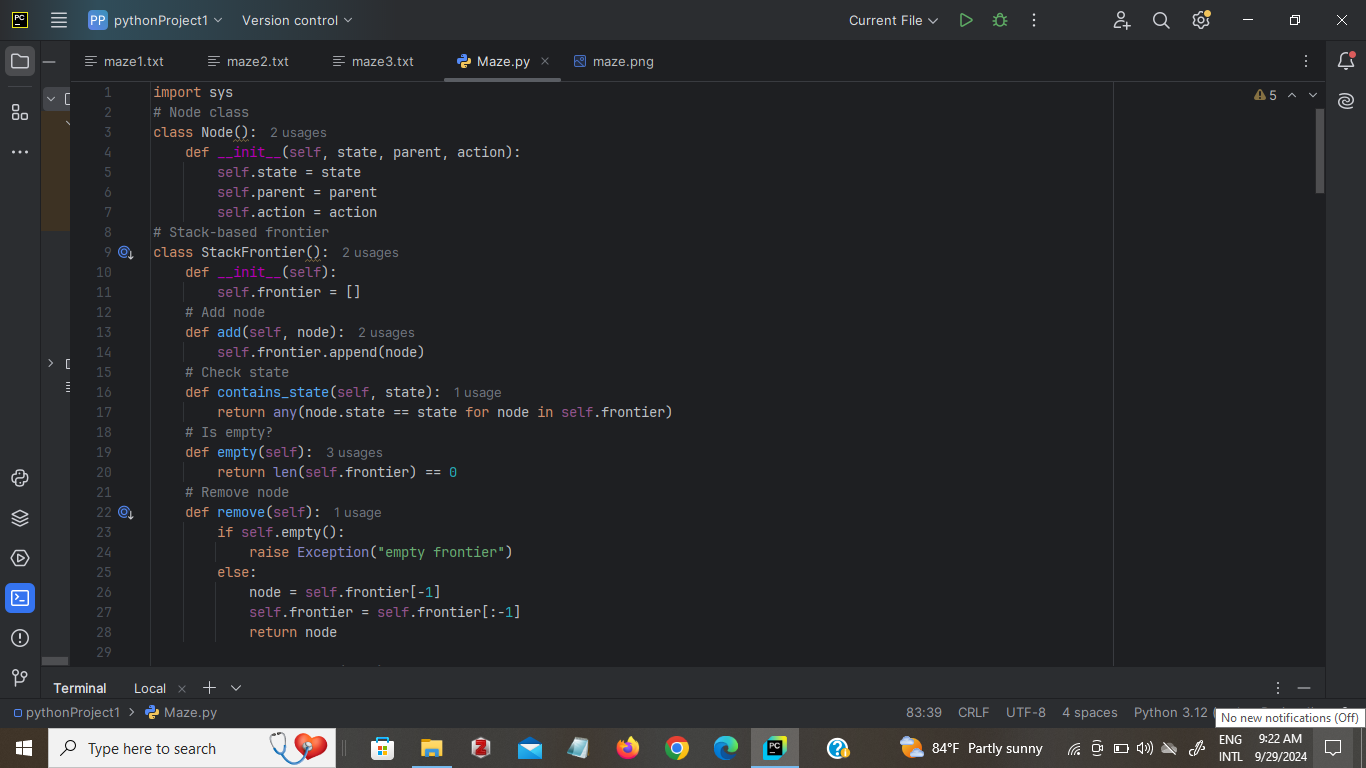 PC
PP pythonProject1 Version control Current File
maze1.txt maze2.txt maze3.txt Maze.py maze.png
5
1 import sys
2 # Node class
3 class Node(): 2 usages
4 def __init__(self, state, parent, action):
5 self.state = state
6 self.parent = parent
7 self.action = action
8 # Stack-based frontier
9 class StackFrontier(): 2 usages
10 def __init__(self):
11 self.frontier = []
12 # Add node
13 def add(self, node): 2 usages
14 self.frontier.append(node)
15 # Check state
16 def contains_state(self, state): 1 usage
17 return any(node.state == state for node in self.frontier)
18 # Is empty?
19 def empty(self): 3 usages
20 return len(self.frontier) == 0
21 # Remove node
22 def remove(self): 1 usage
23 if self.empty():
24 raise Exception("empty frontier")
25 else:
26 node = self.frontier[-1]
27 self.frontier = self.frontier[:-1]
28 return node
29
Terminal Local
pythonProject1 Maze.py 83:39 CRLF UTF-8 4 spaces Python 3.12
No new notifications (Off)
Type here to search
84°F Partly sunny
ENG
INTL
9:22 AM
9/29/2024